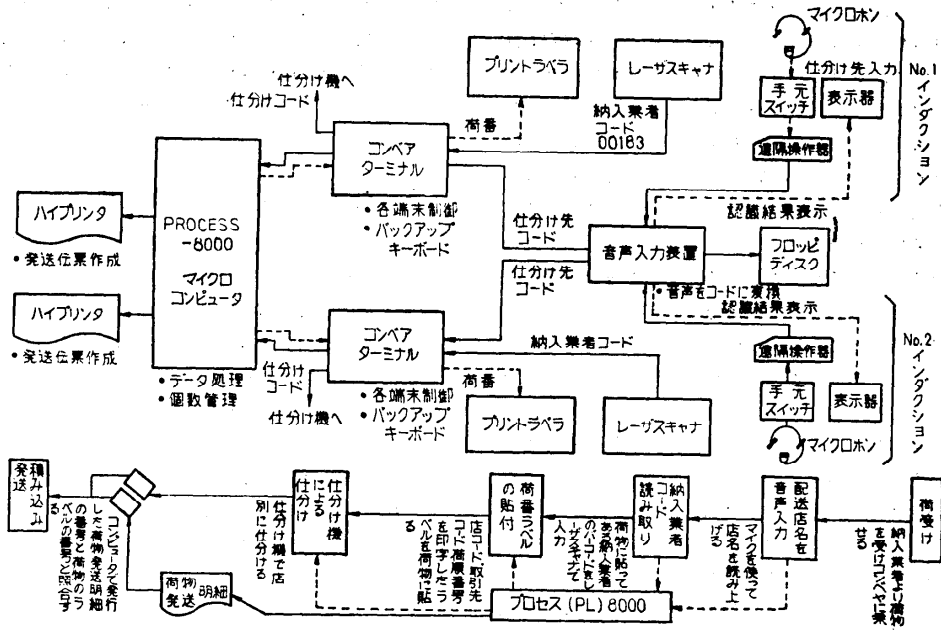 マイクロホン
No.1
インダクション
仕分け先入力
手元
スイッチ
表示器
遠隔操作器
認識結果表示
プリントラベラ
レーザスキャナ
仕分け機へ
仕分けコード
荷番
納入業者
コード
00183
コンベア
ターミナル
• 各端末制御
• バックアップ
キーボード
ハイプリンタ
• 発送伝票作成
PROCESS
-8000
マイクロ
コンピュータ
• データ処理
• 個数管理
ハイプリンタ
• 発送伝票作成
仕分け先
コード
音声入力装置
• 音声をコードに変換
フロッピ
ディスク
仕分け先
コード
認識結果表示
コンベア
ターミナル
• 各端末制御
• バックアップ
キーボード
仕分け
コード
仕分け機へ
荷番
納入業者コード
プリントラベラ
レーザスキャナ
遠隔操作器
手元
スイッチ
表示器
マイクロホン
No.2
インダクション
荷受け
納入業者より荷物
を受けコンベヤに乗
せる
配送店名を
音声入力
マイクを使って
店名を読み上
げる
納入業者
コード
読み取り
荷物に貼って
ある納入業者
のバーコードをレ
ーザスキャナで
入力
荷番ラベル
の貼付
店コード取引先
コード荷順番号
を印字したラ
ベルを荷物に貼
る
仕分け機
による
仕分け
仕分け機で店
別に仕分ける
コンピュータで発行
した荷物発送明細
の番号と荷物のラ
ベルの番号と照合す
る
積み込み
発送
荷物明細
発送
プロセス(PL)8000